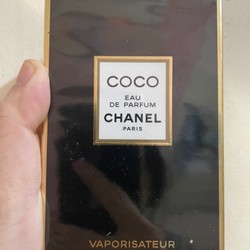 COCO
EAU
DE PARFUM
CHANEL
PARIS
VAPORISATEUR